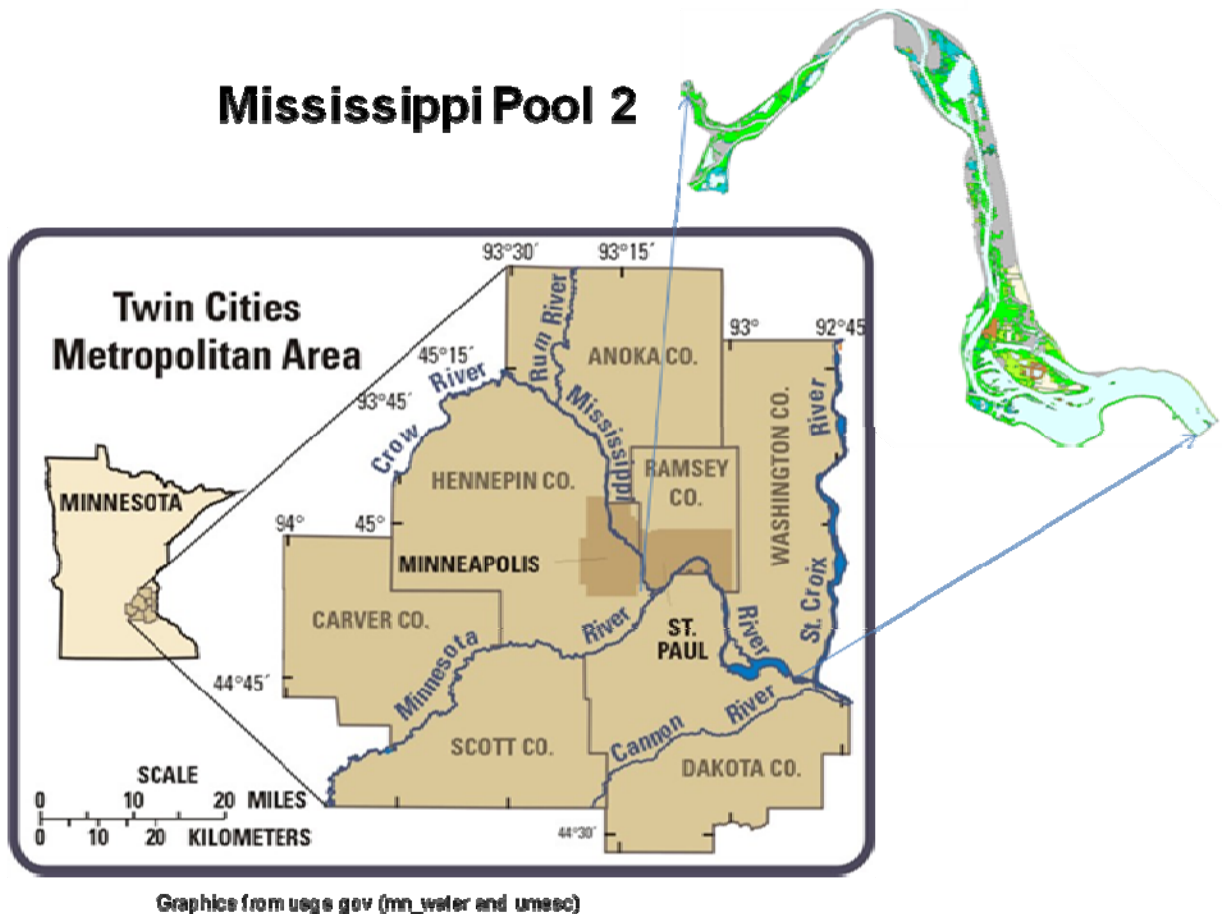 Mississippi Pool 2
Twin Cities
Metropolitan Area
93°30´
93°15´
93°
92°45´
45°15´
93°45´
94°
45°
44°45´
44°30´
Crow River
Rum River
Mississippi
River
ANOKA CO.
WASHINGTON CO.
St. Croix River
HENNEPIN CO.
RAMSEY
CO.
MINNESOTA
MINNEAPOLIS
CARVER CO.
Minnesota River
ST.
PAUL
SCOTT CO.
Cannon River
DAKOTA CO.
SCALE
0 10 20 MILES
0 10 20 KILOMETERS
Graphics from usgs gov (mn_water and umesc)